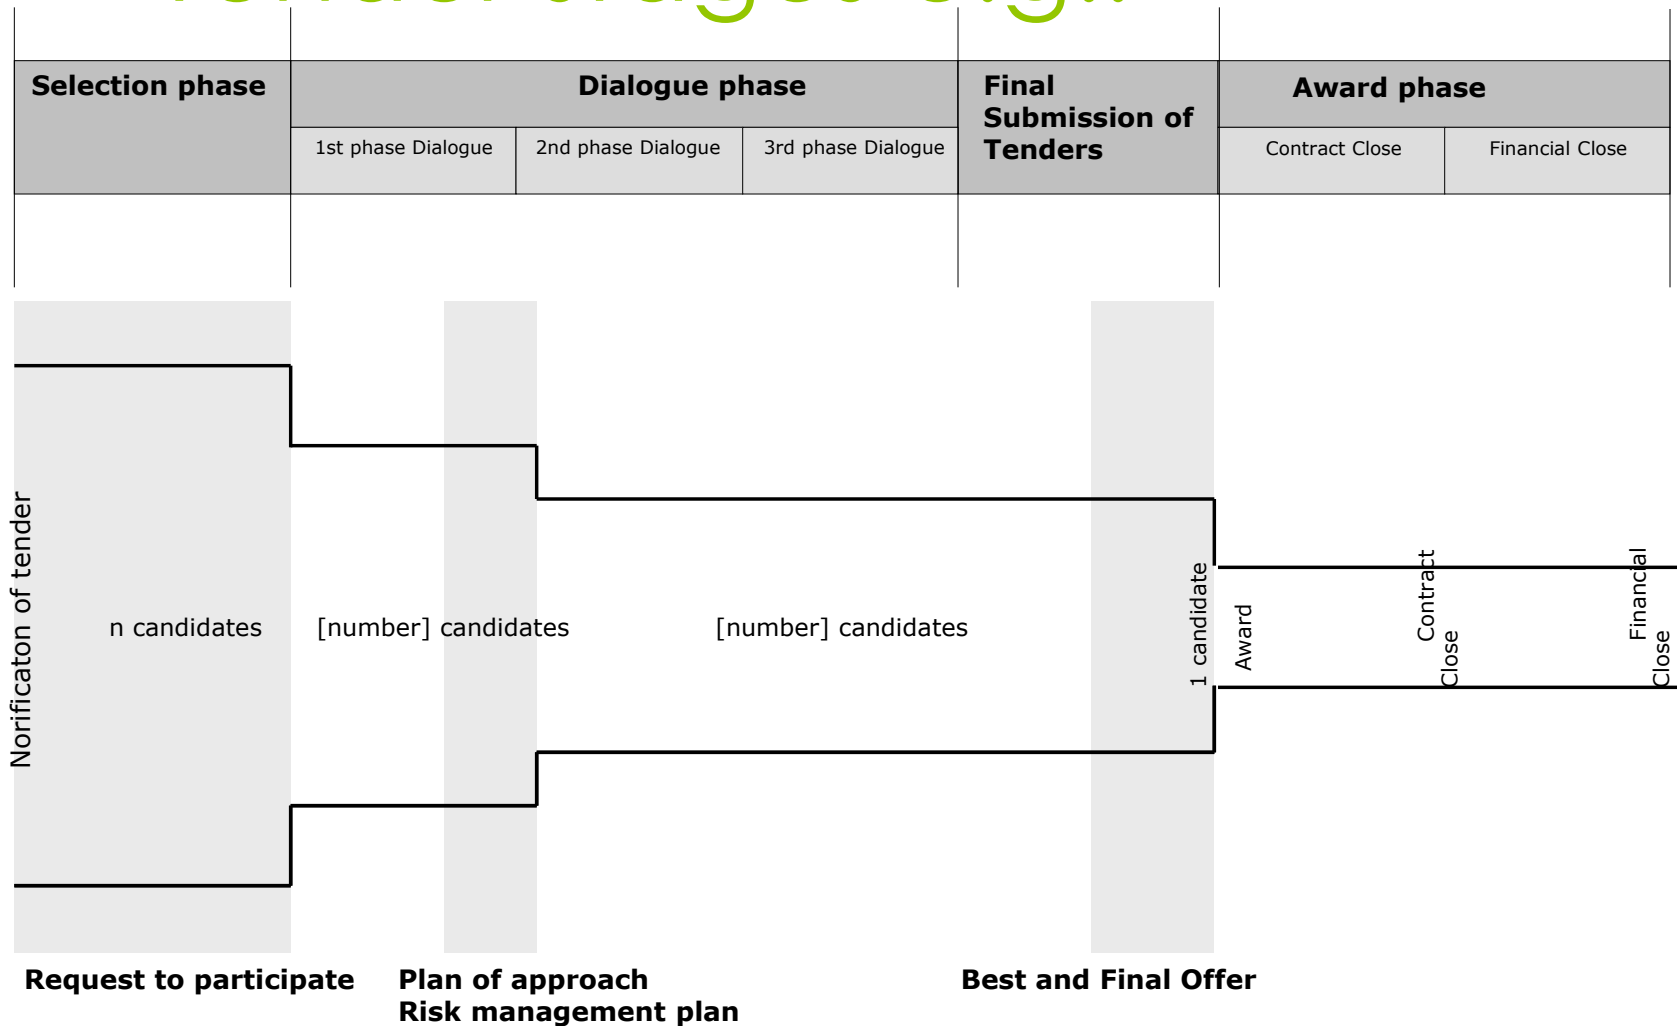 Selection phase
Dialogue phase
Final
Submission of
Tenders
Award phase
1st phase Dialogue
2nd phase Dialogue
3rd phase Dialogue
Contract Close
Financial Close
Norificaton of tender
n candidates
[number] candidates
[number] candidates
1 candidate
Award
Contract
Close
Financial
Close
Request to participate
Plan of approach
Risk management plan
Best and Final Offer